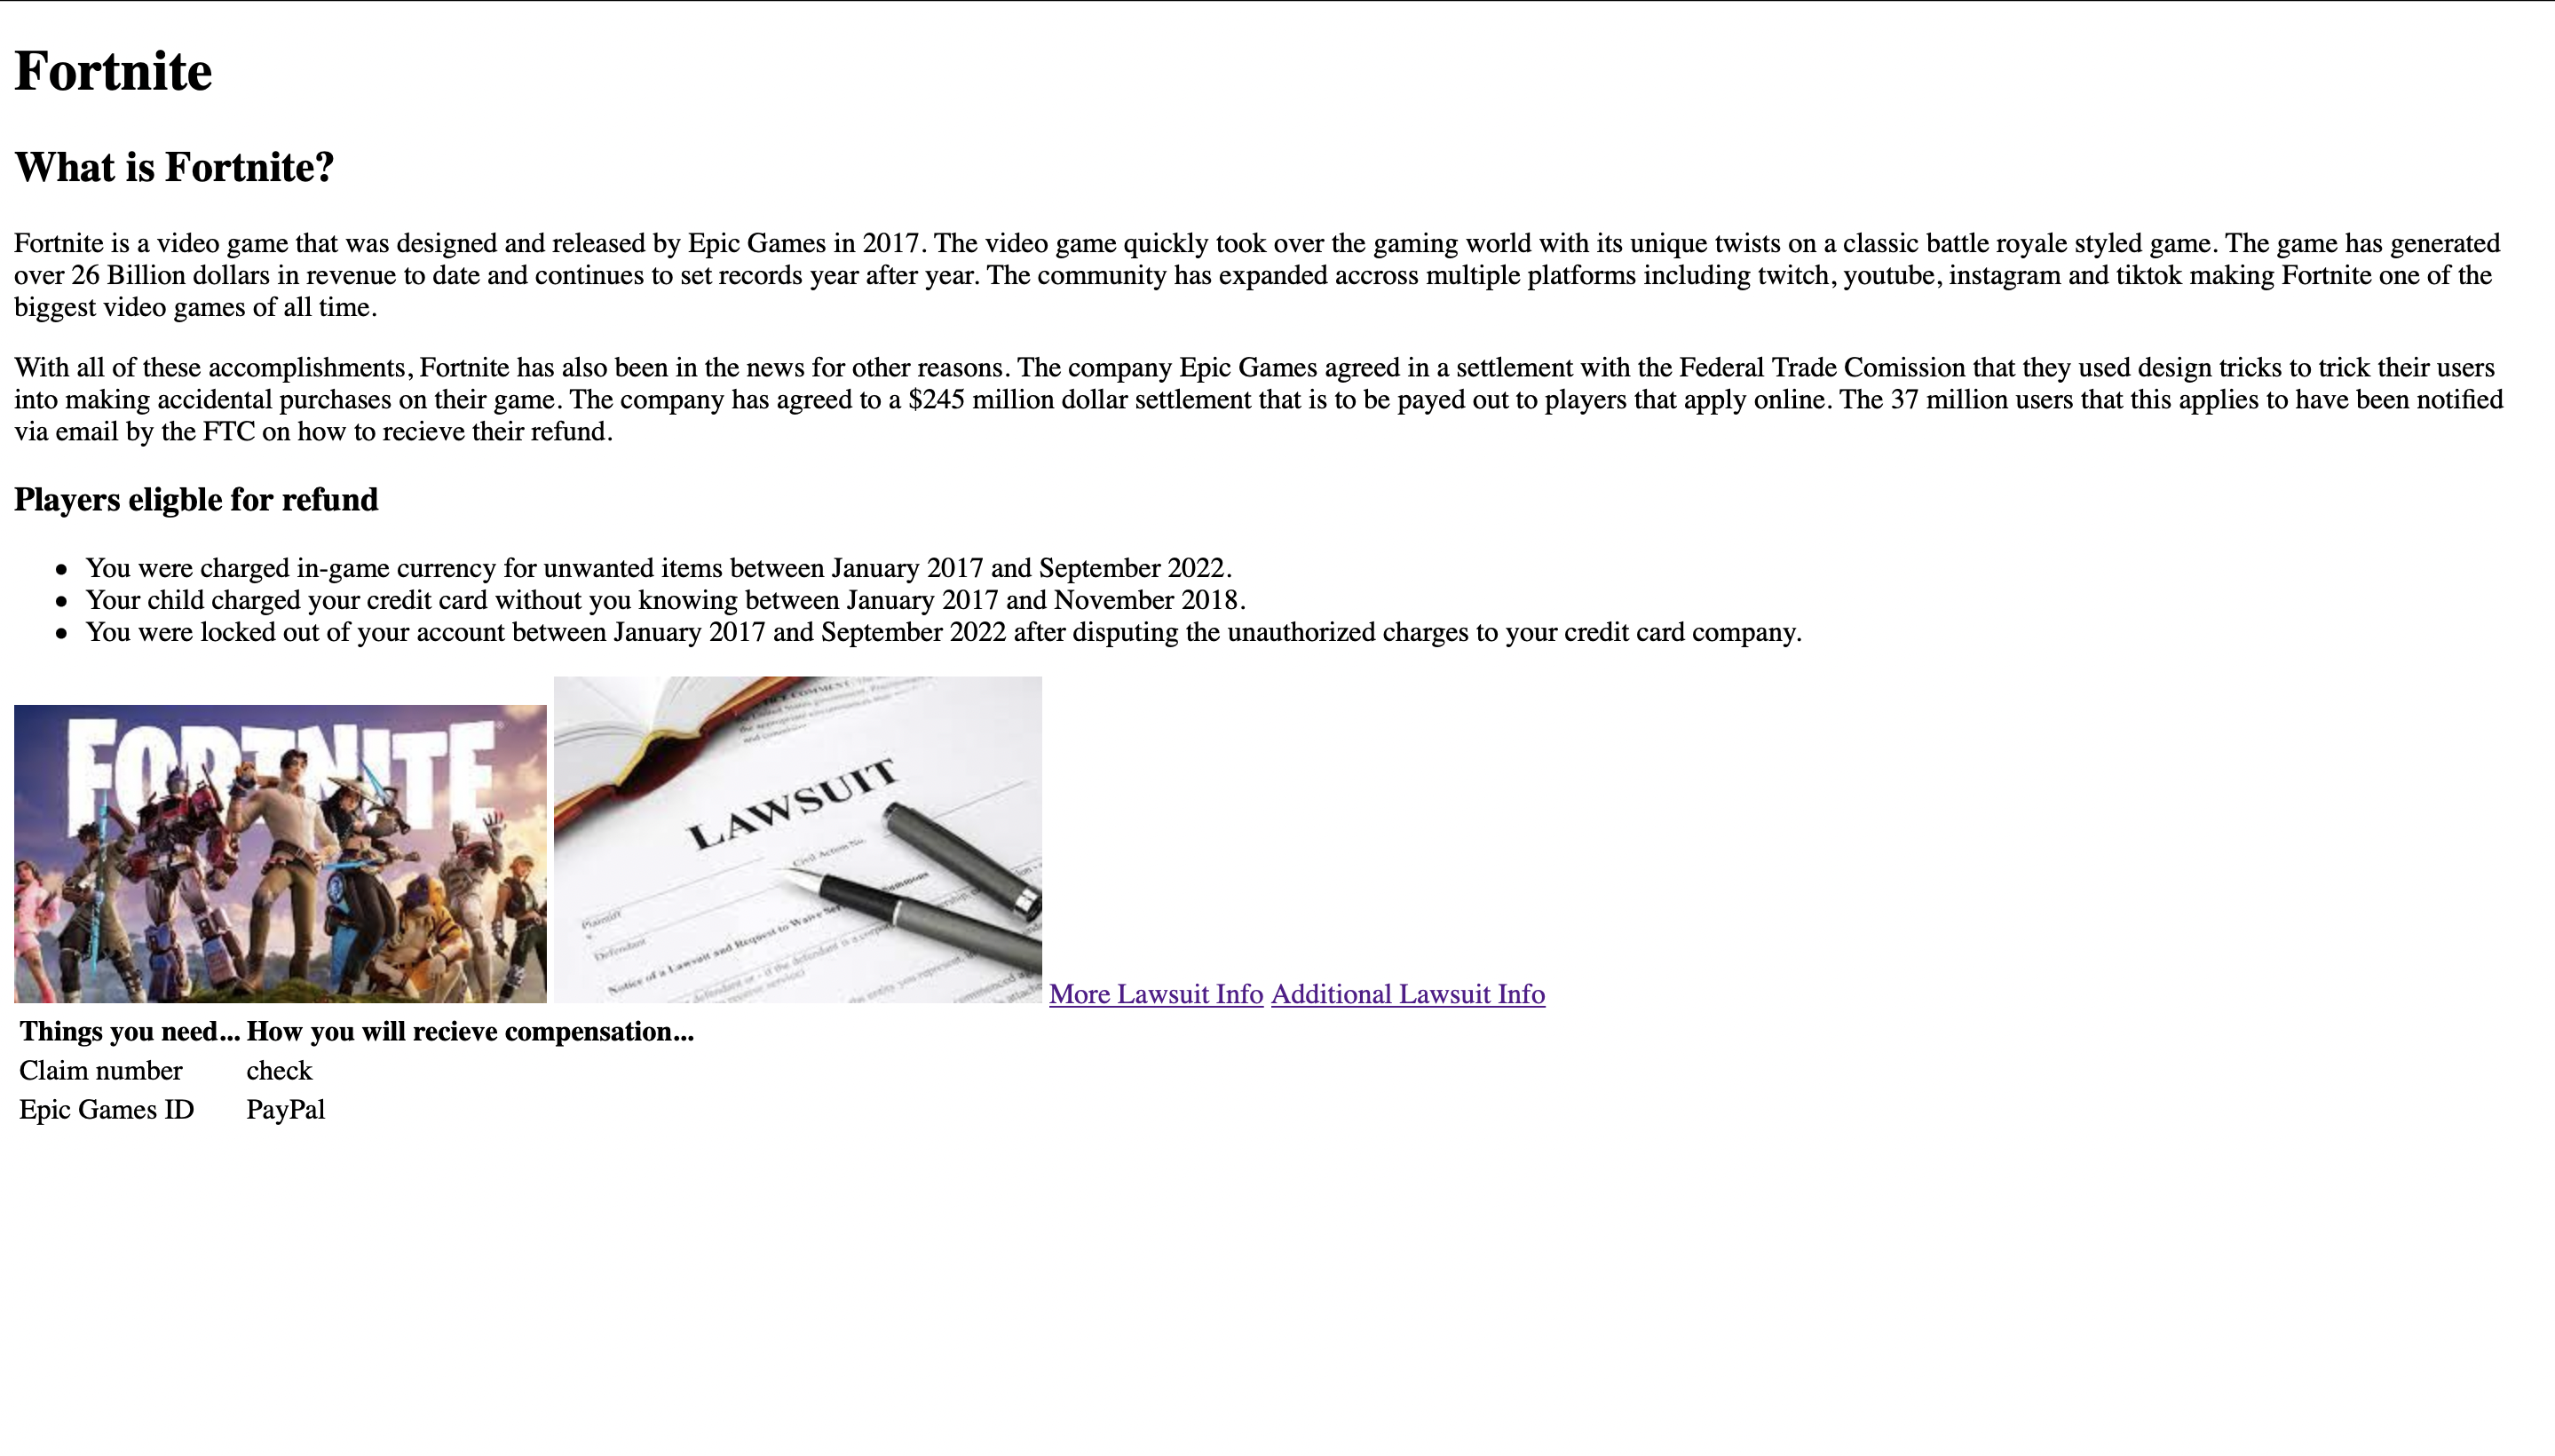 Fortnite
What is Fortnite?
Fortnite is a video game that was designed and released by Epic Games in 2017. The video game quickly took over the gaming world with its unique twists on a classic battle royale styled game. The game has generated
over 26 Billion dollars in revenue to date and continues to set records year after year. The community has expanded accross multiple platforms including twitch, youtube, instagram and tiktok making Fortnite one of the
biggest video games of all time.
With all of these accomplishments, Fortnite has also been in the news for other reasons. The company Epic Games agreed in a settlement with the Federal Trade Comission that they used design tricks to trick their users
into making accidental purchases on their game. The company has agreed to a $245 million dollar settlement that is to be payed out to players that apply online. The 37 million users that this applies to have been notified
via email by the FTC on how to recieve their refund.
Players eligble for refund
• You were charged in-game currency for unwanted items between January 2017 and September 2022.
• Your child charged your credit card without you knowing between January 2017 and November 2018.
• You were locked out of your account between January 2017 and September 2022 after disputing the unauthorized charges to your credit card company.
FORTNITE
COMMENT
LAWSUIT
Civil Action No.
Summons
Plaintiff
v.
Defendant
Notice of a Lawsuit and Request to Waive
defendant or - if the defendant is a
the entity you represent,
More Lawsuit Info Additional Lawsuit Info
Things you need... How you will recieve compensation...
Claim number check
Epic Games ID PayPal